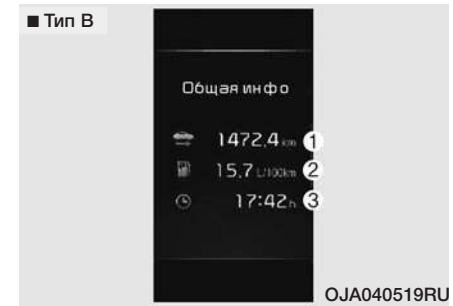 ■ Тип B
Общая инфо
1472,4 km ①
15,7 L/100km ②
17:42 h ③
OJA040519RU